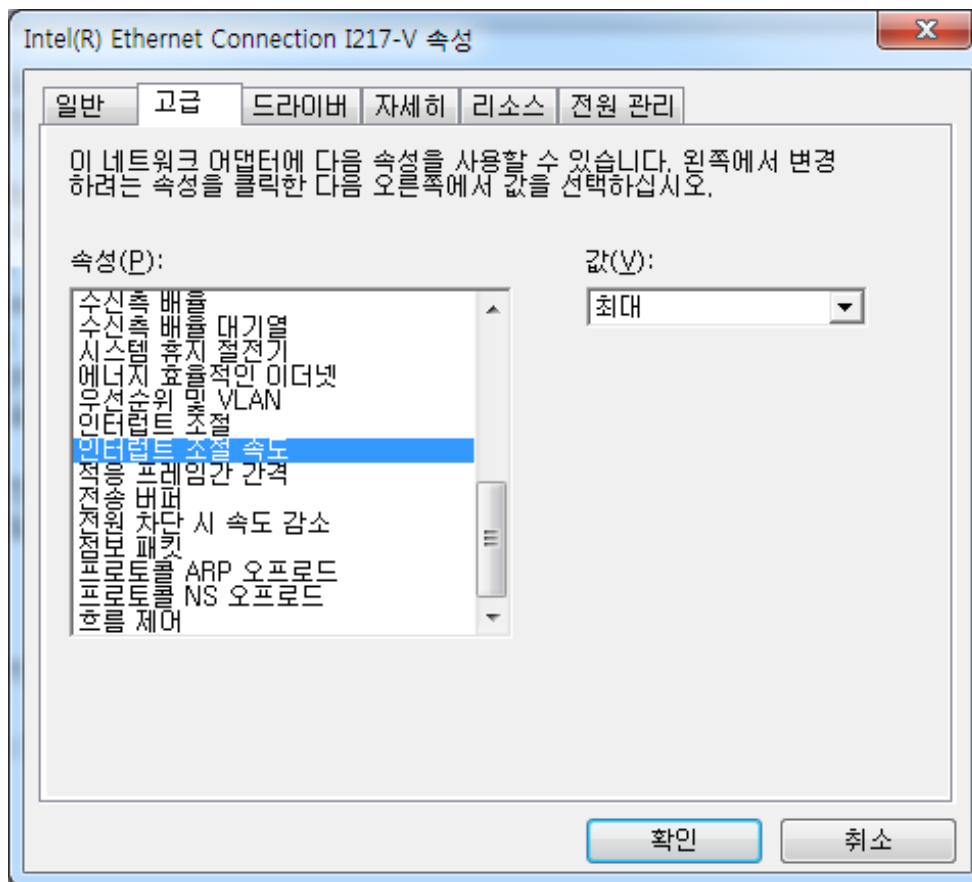 Intel(R) Ethernet Connection I217-V 속성
일반 고급 드라이버 자세히 리소스 전원 관리
이 네트워크 어댑터에 다음 속성을 사용할 수 있습니다. 왼쪽에서 변경
하려는 속성을 클릭한 다음 오른쪽에서 값을 선택하십시오.
속성(P): 값(V):
수신측 배율 최대
수신측 배율 대기열
시스템 휴지 절전기
에너지 효율적인 이더넷
우선순위 및 VLAN
인터럽트 조절
인터럽트 조절 속도
적응 프레임간 간격
전송 버퍼
전원 차단 시 속도 감소
점보 패킷
프로토콜 ARP 오프로드
프로토콜 NS 오프로드
흐름 제어
확인 취소